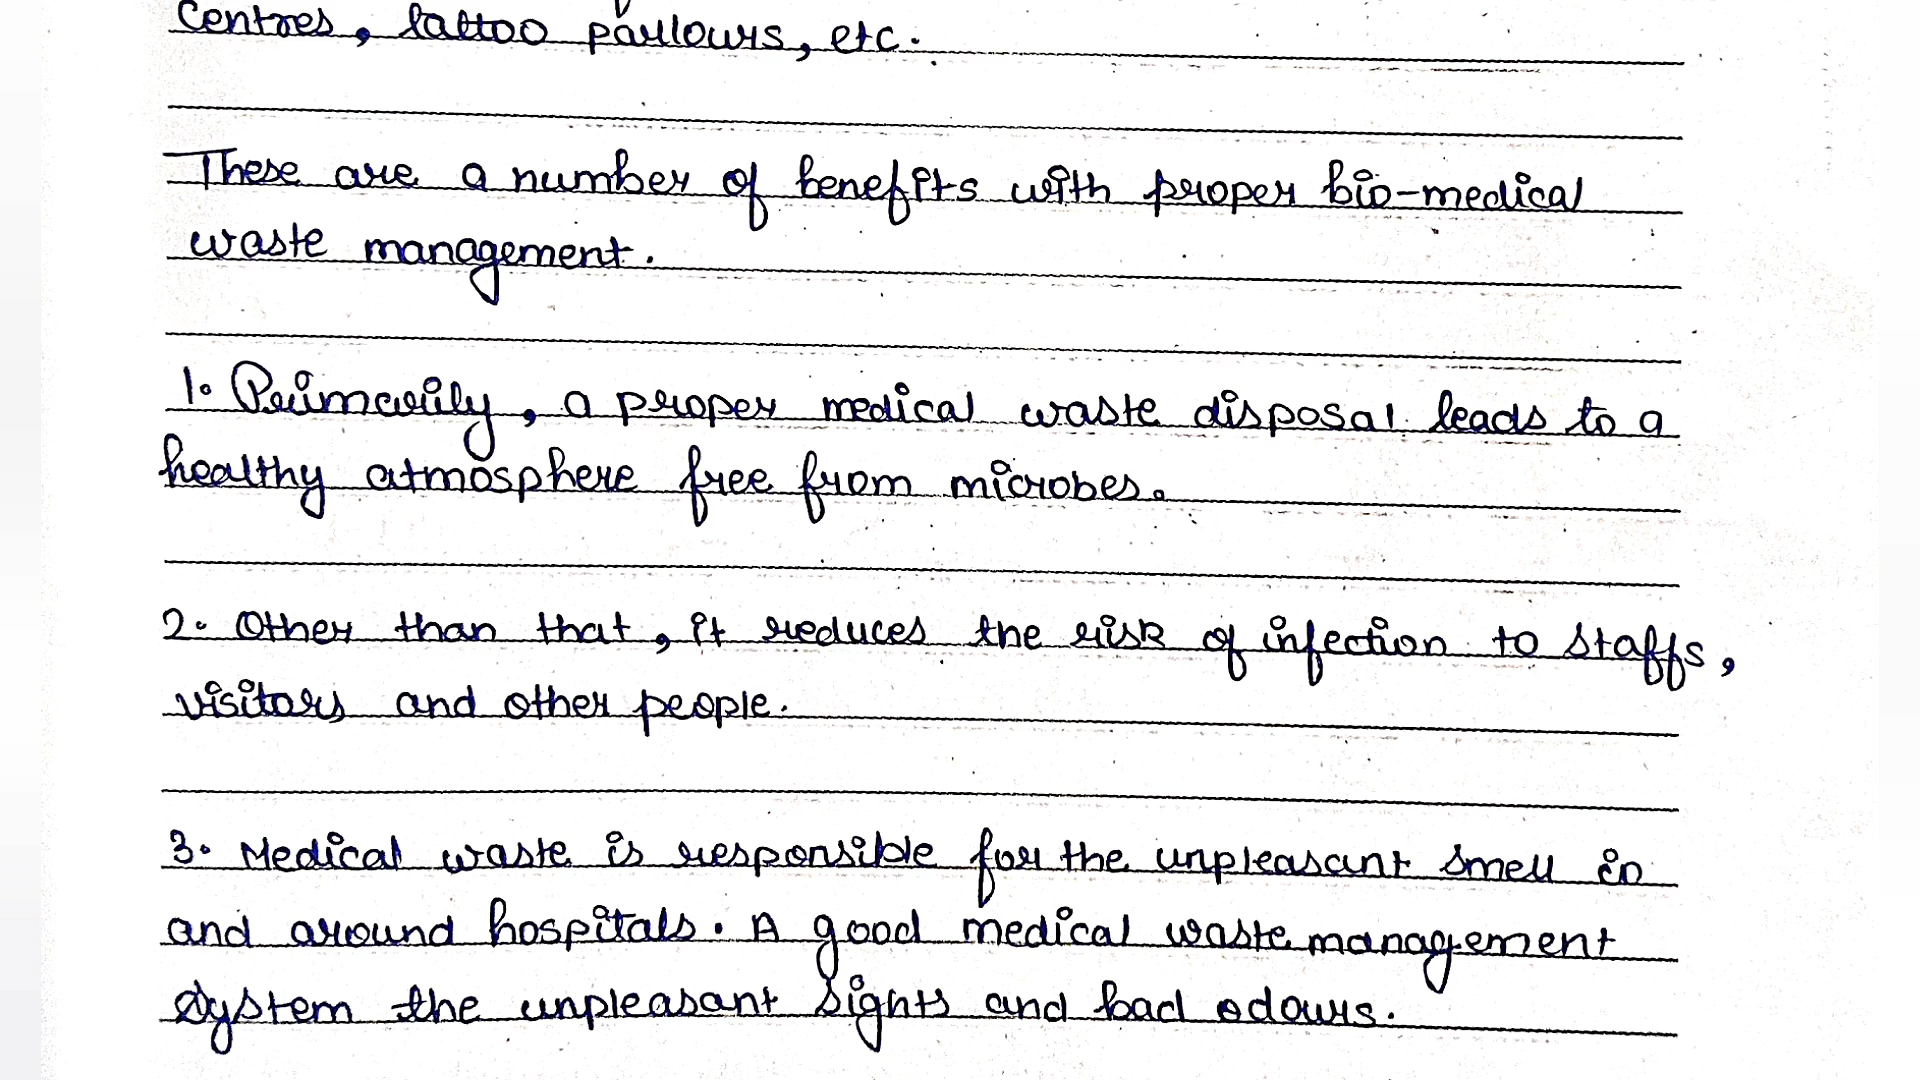 Centres, tattoo parlours, etc.
These are a number of benefits with proper bio-medical
waste management.
1. Primarily, a proper medical waste disposal leads to a
healthy atmosphere free from microbes.
2. Other than that, it reduces the risk of infection to staffs,
visitors and other people.
3. Medical waste is responsible for the unpleasant smell in
and around hospitals. A good medical waste management
system the unpleasant sights and bad odours.